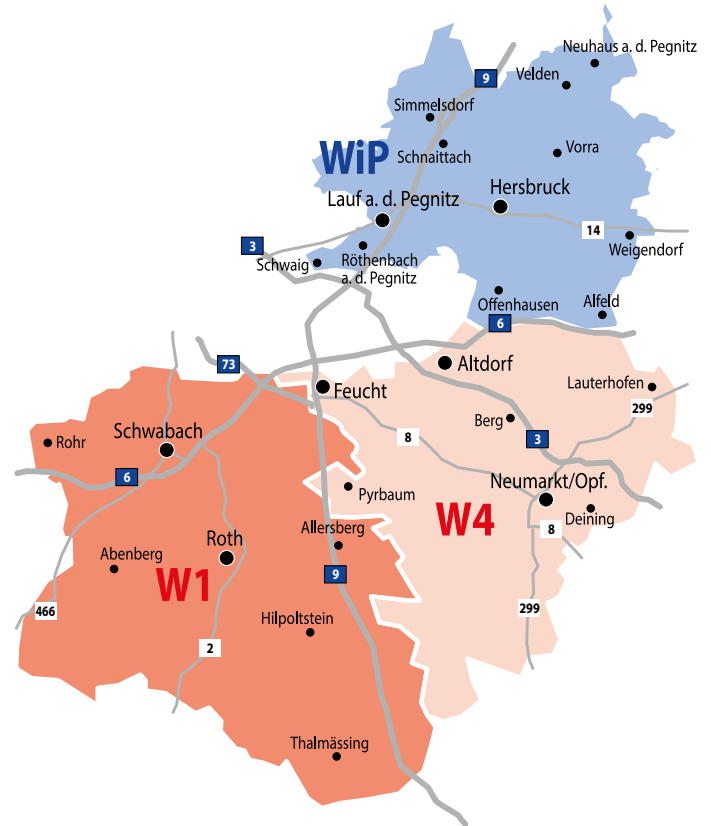 Neuhaus a. d. Pegnitz
9
Velden
Simmelsdorf
WiP
Schnaittach
Vorra
Hersbruck
Lauf a. d. Pegnitz
14
3
Schwaig
Röthenbach
a. d. Pegnitz
Weigendorf
Offenhausen
Alfeld
6
73
Altdorf
Feucht
Lauterhofen
299
Berg
8
3
Rohr
Schwabach
6
Neumarkt/Opf.
Pyrbaum
W4
Deining
8
Allersberg
Roth
Abenberg
W1
9
466
299
Hilpoltstein
2
Thalmässing